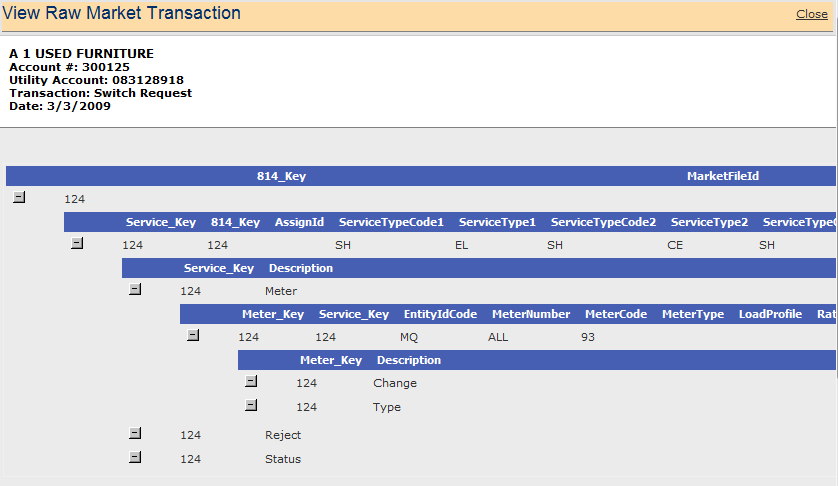 View Raw Market Transaction Close
A 1 USED FURNITURE
Account #: 300125
Utility Account: 083128918
Transaction: Switch Request
Date: 3/3/2009
814_Key MarketFileId
124
Service_Key 814_Key AssignId ServiceTypeCode1 ServiceType1 ServiceTypeCode2 ServiceType2 ServiceTypeC
124 124 SH EL SH CE SH
Service_Key Description
124 Meter
Meter_Key Service_Key EntityIdCode MeterNumber MeterCode MeterType LoadProfile Rat
124 124 MQ ALL 93
Meter_Key Description
124 Change
124 Type
124 Reject
124 Status